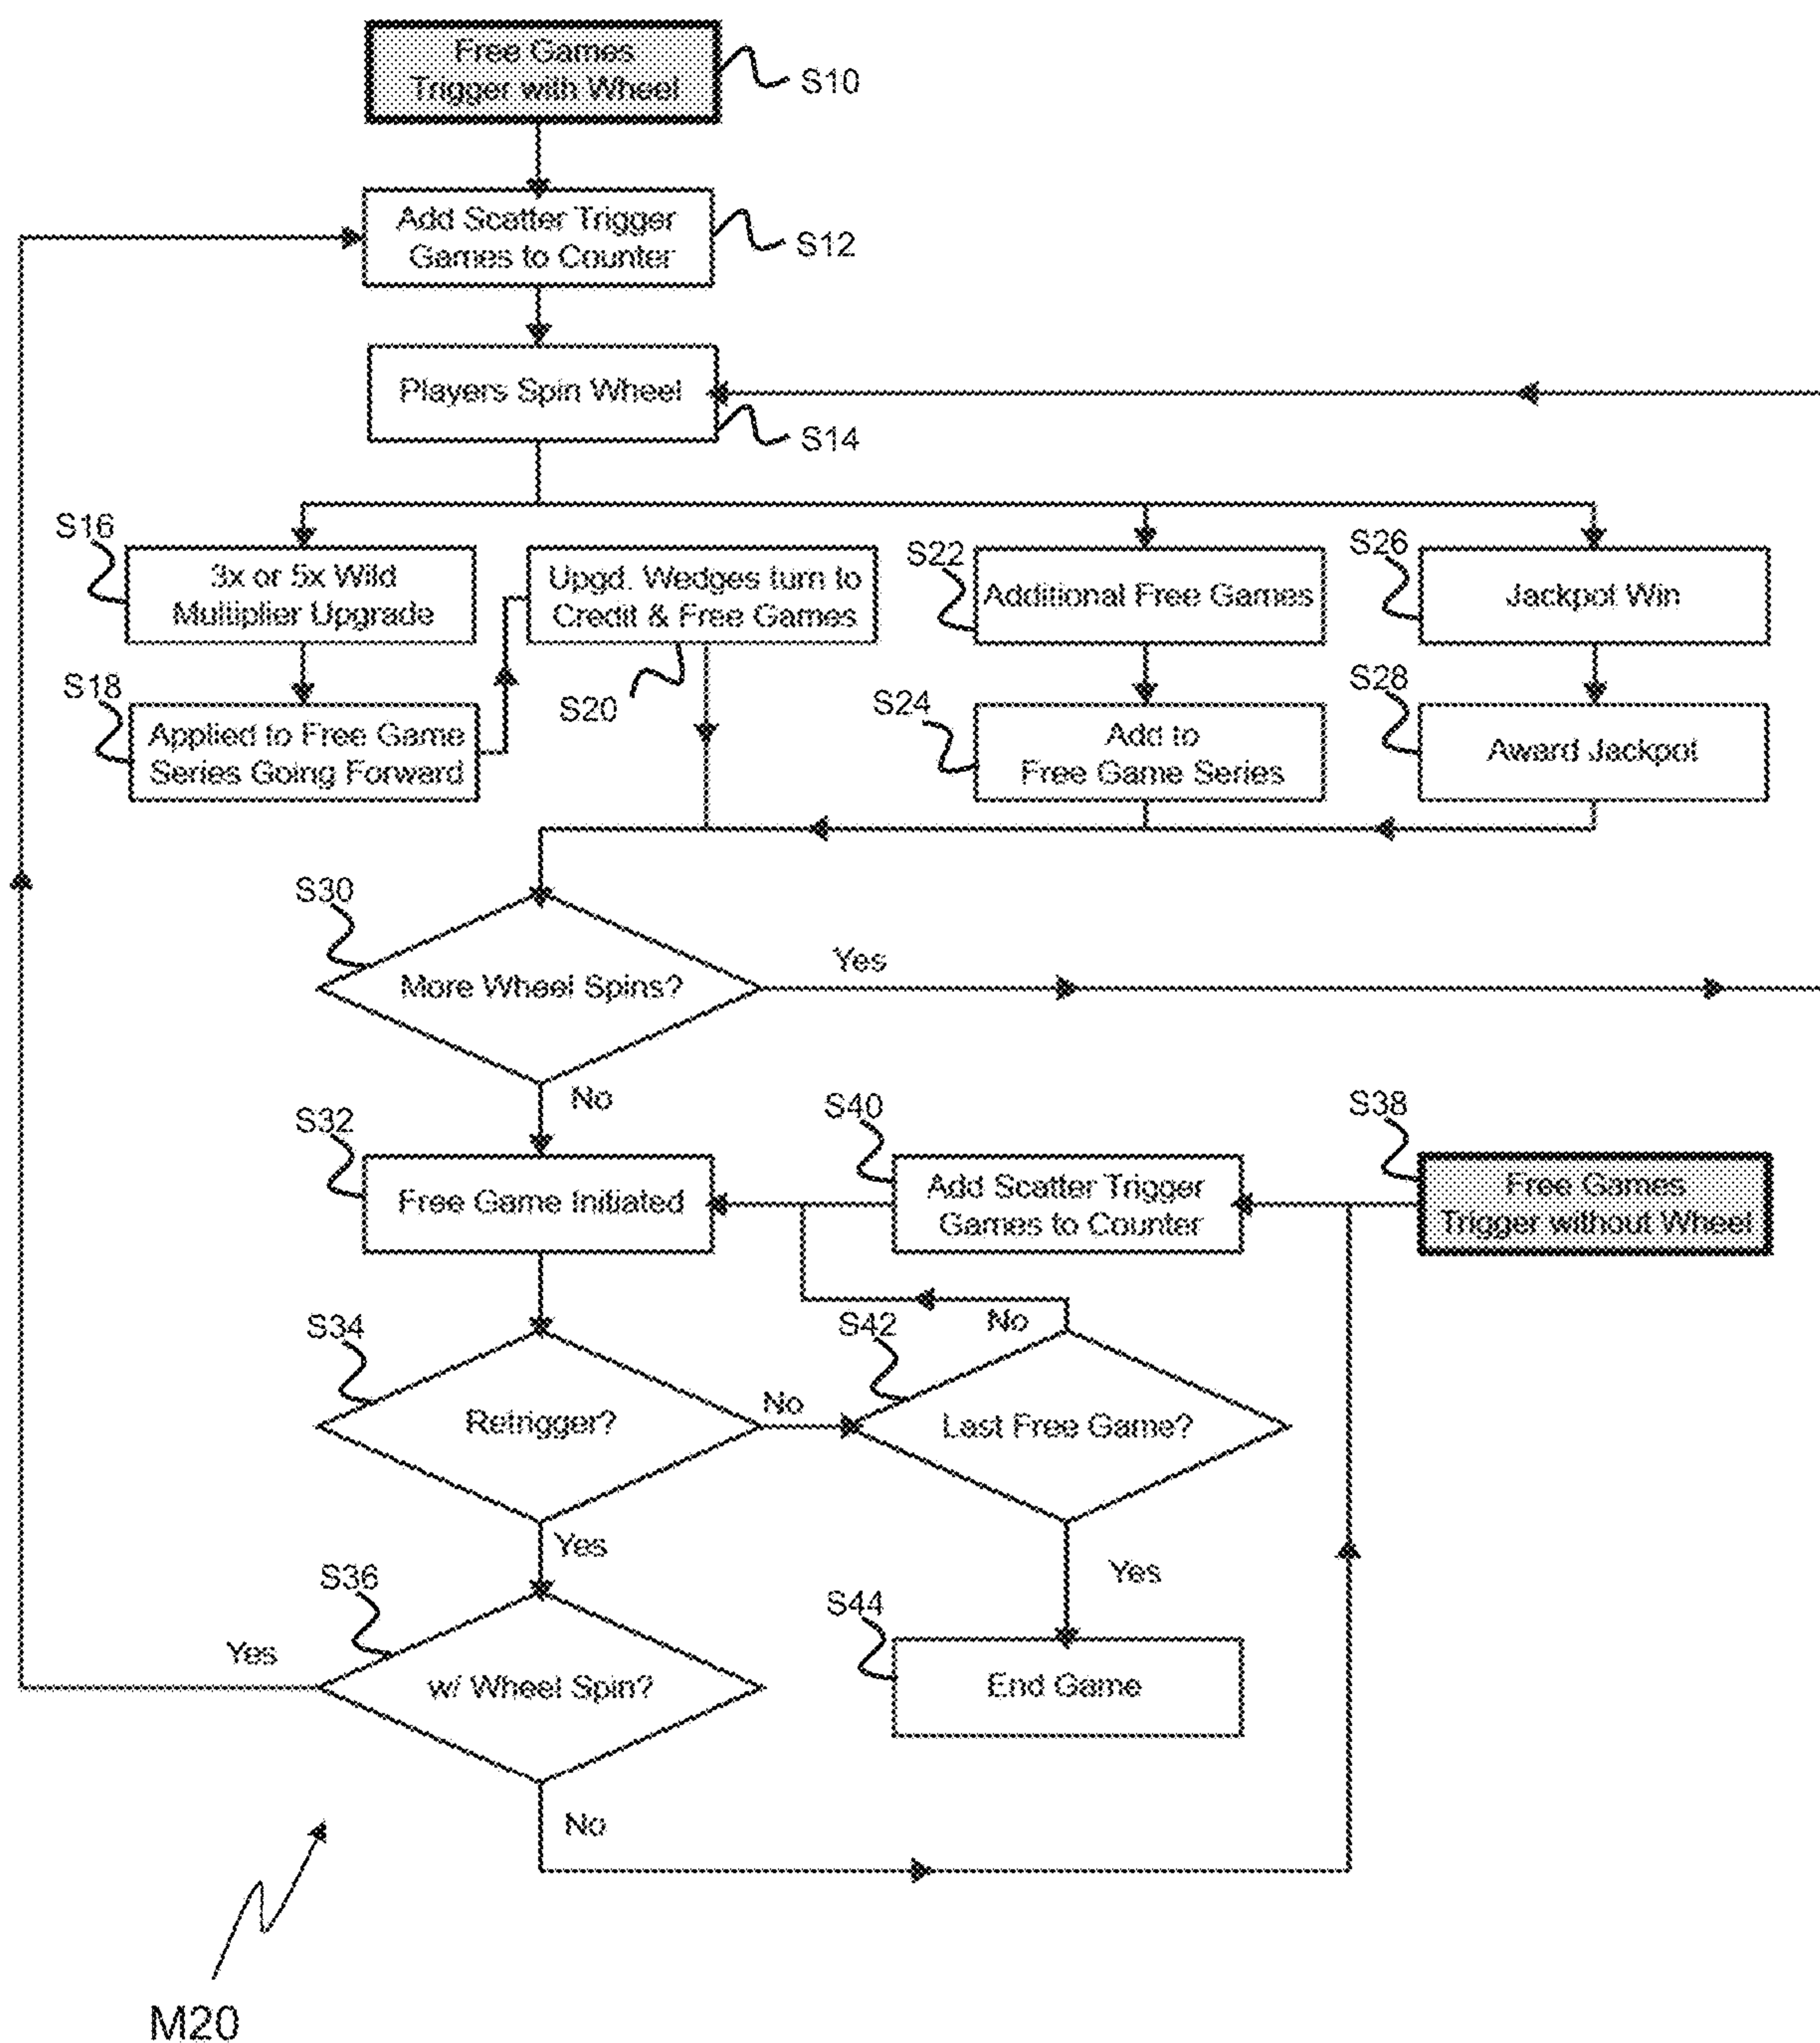 Free Games
Trigger with Wheel
S10
Add Scatter Trigger
Games to Counter
S12
Players Spin Wheel
S14
S16
3x or 5x Wild
Multiplier Upgrade
Upgd. Wedges turn to
Credit & Free Games
S22
Additional Free Games
S26
Jackpot Win
S18
Applied to Free Game
Series Going Forward
S20
S24
Add to
Free Game Series
S28
Award Jackpot
S30
More Wheel Spins?
Yes
No
S32
Free Game Initiated
S40
Add Scatter Trigger
Games to Counter
S38
Free Games
Trigger without Wheel
S34
Retrigger?
No
S42
No
Last Free Game?
Yes
Yes
S36
Yes
w/ Wheel Spin?
S44
End Game
No
M20